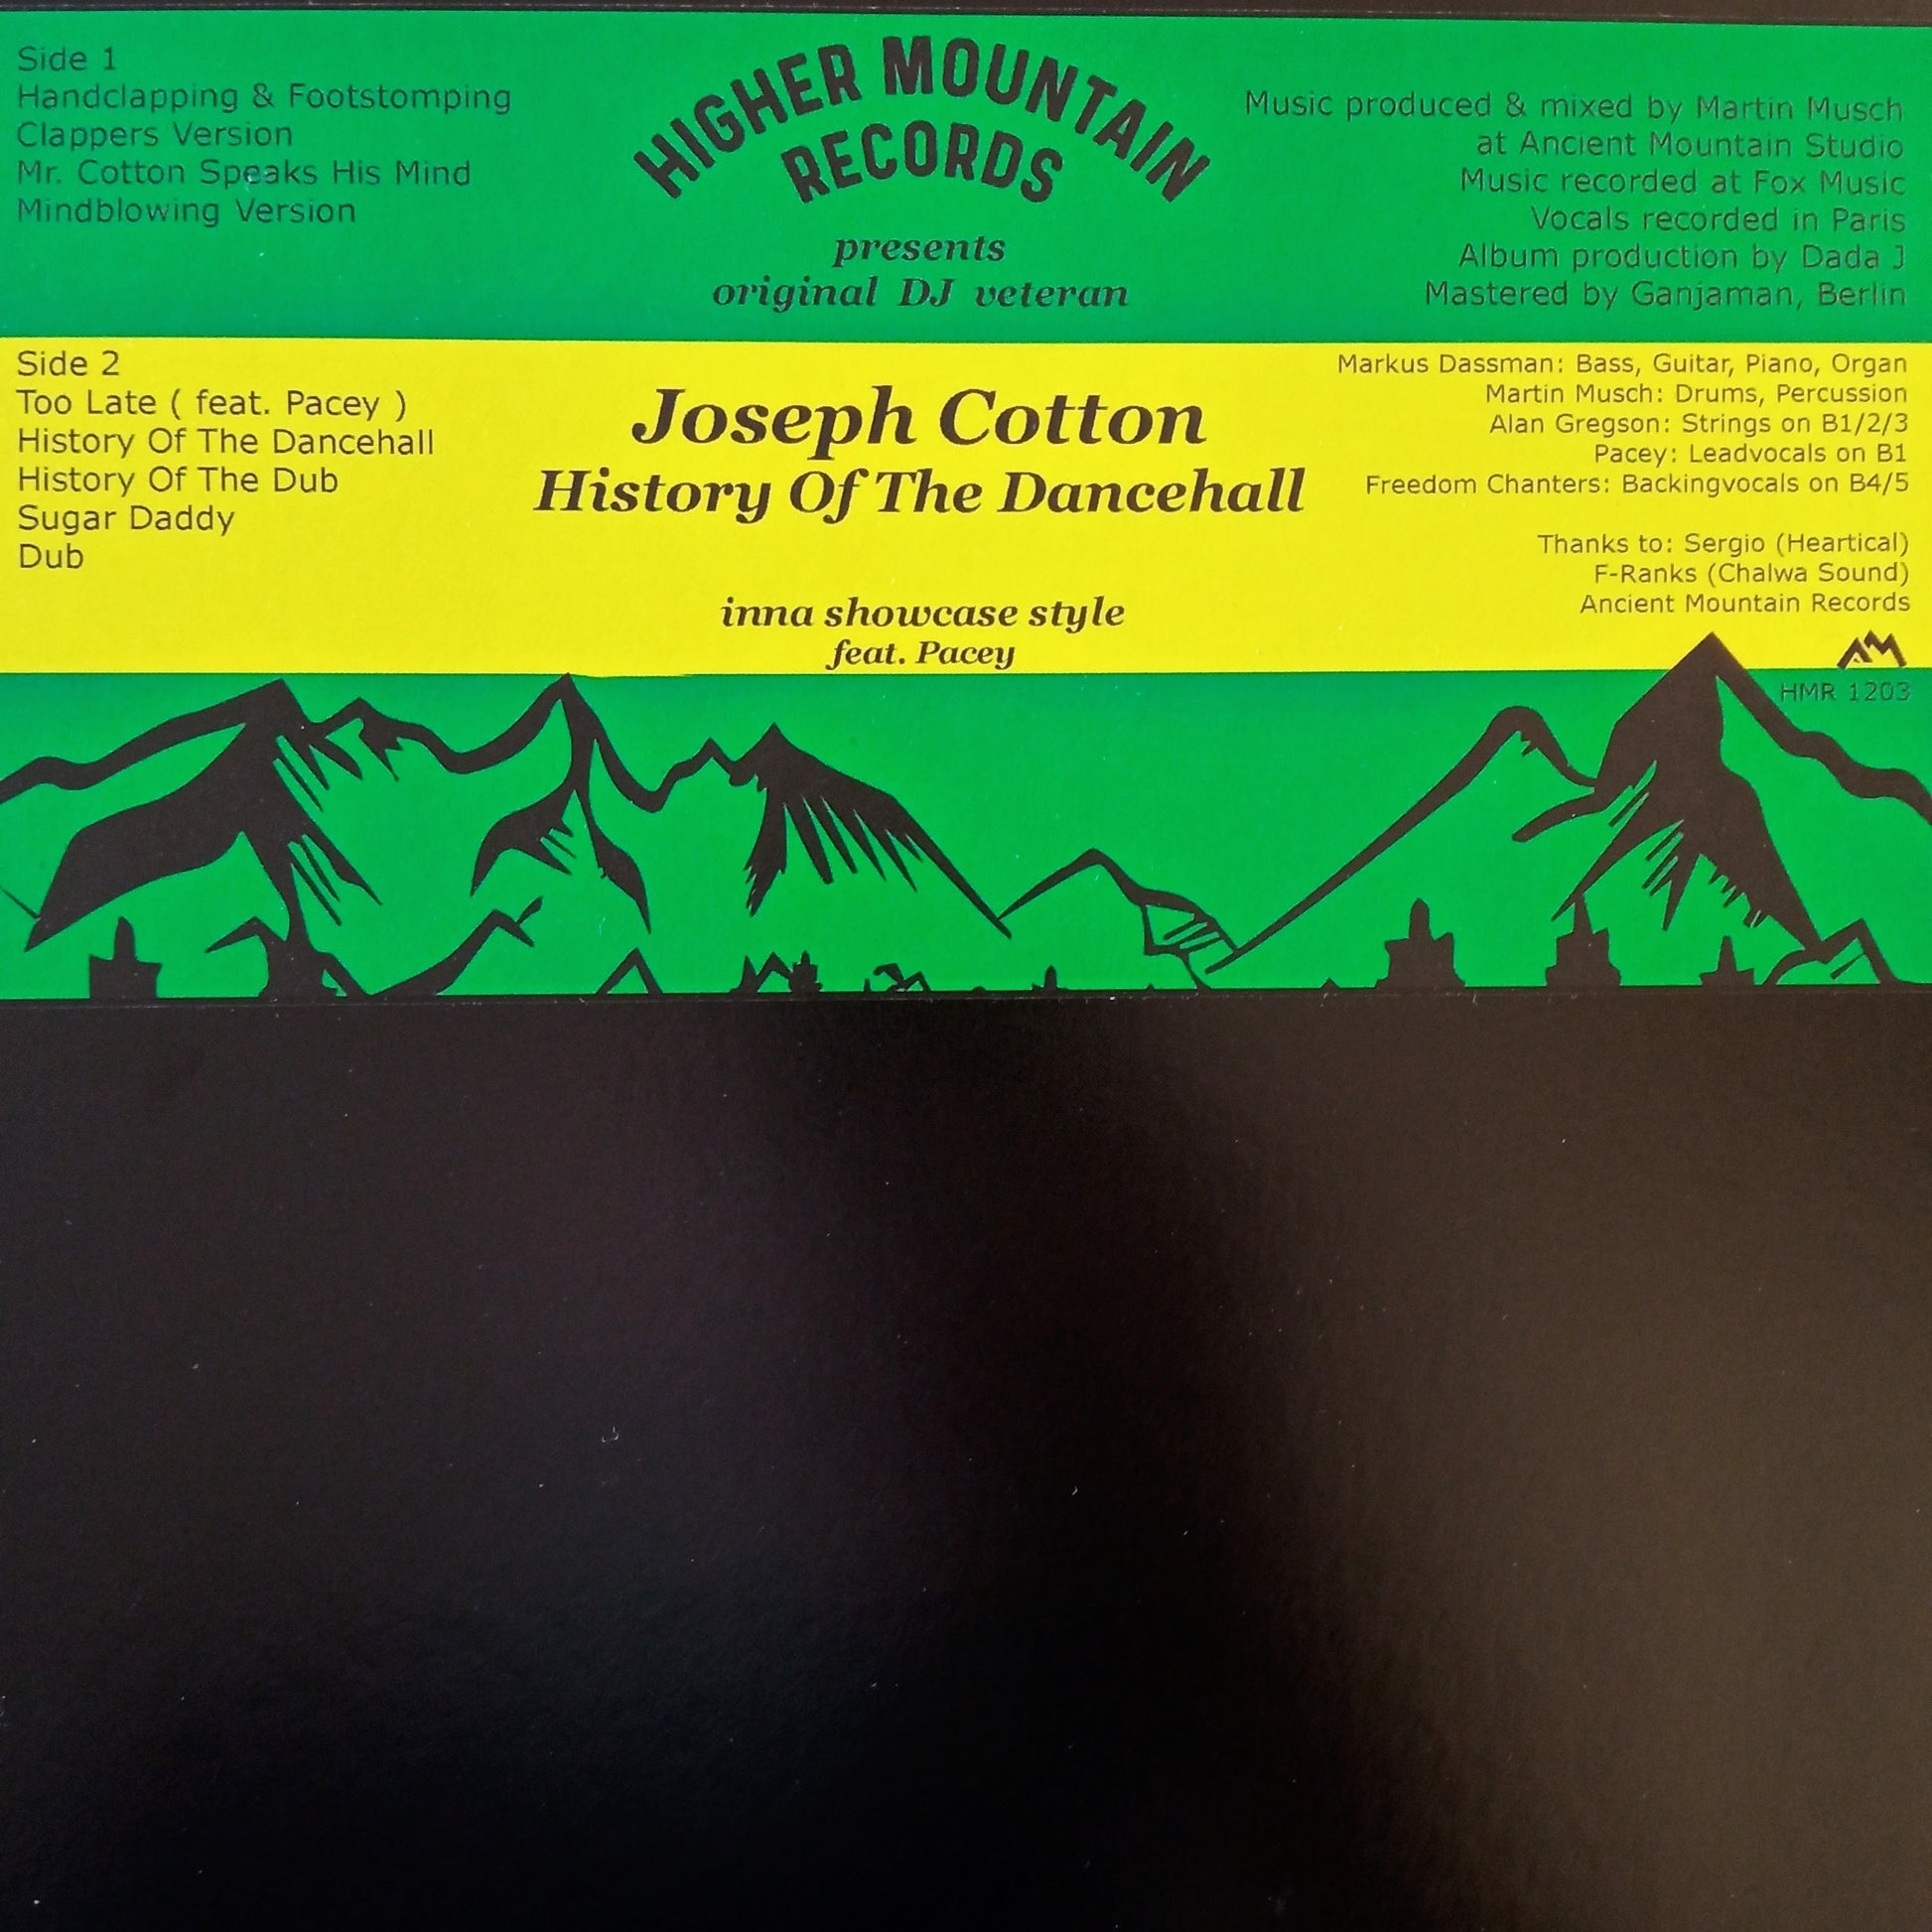 Side 1
Handclapping & Footstomping
Clappers Version
Mr. Cotton Speaks His Mind
Mindblowing Version
HIGHER MOUNTAIN
RECORDS
presents
original DJ veteran
Music produced & mixed by Martin Musch
at Ancient Mountain Studio
Music recorded at Fox Music
Vocals recorded in Paris
Album production by Dada J
Mastered by Ganjaman, Berlin
Side 2
Too Late ( feat. Pacey )
History Of The Dancehall
History Of The Dub
Sugar Daddy
Dub
Joseph Cotton
History Of The Dancehall
inna showcase style
feat. Pacey
Markus Dassman: Bass, Guitar, Piano, Organ
Martin Musch: Drums, Percussion
Alan Gregson: Strings on B1/2/3
Pacey: Leadvocals on B1
Freedom Chanters: Backingvocals on B4/5
Thanks to: Sergio (Heartical)
F-Ranks (Chalwa Sound)
Ancient Mountain Records
AM
HMR 1203